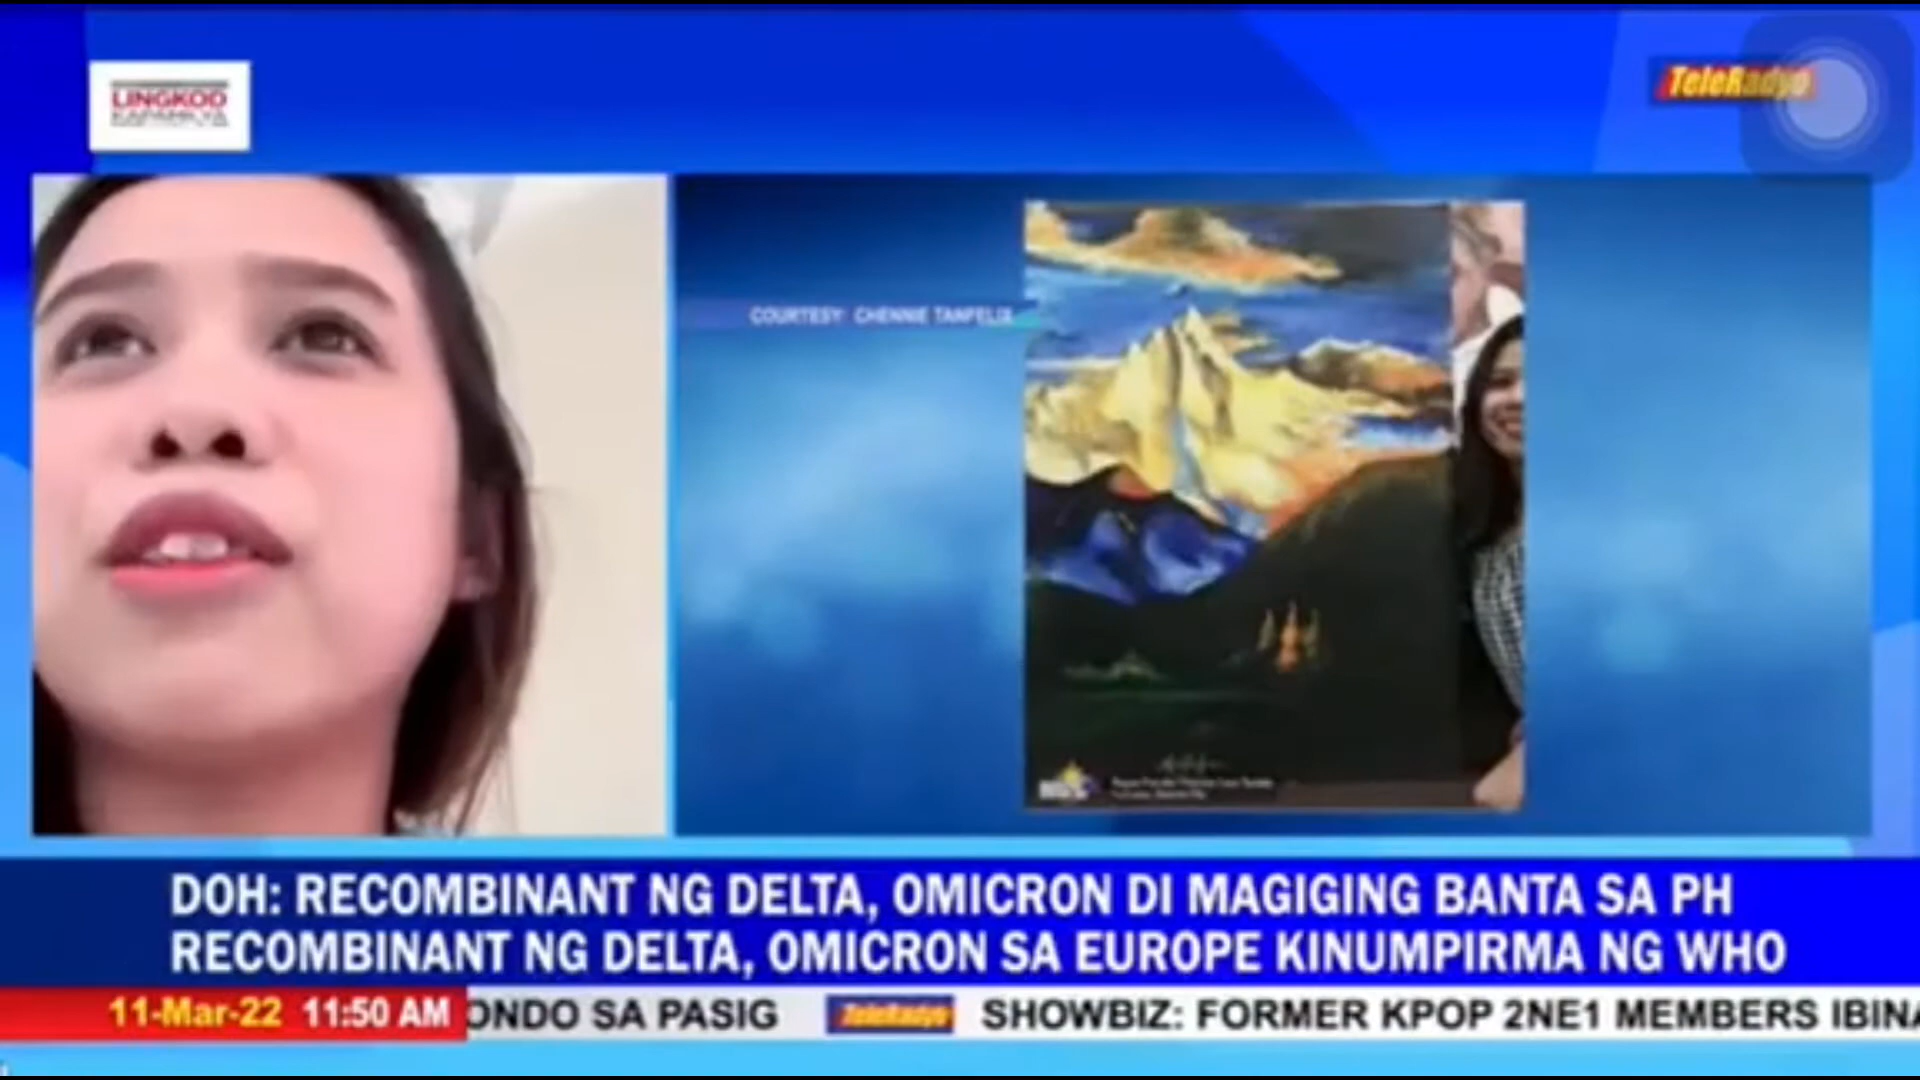 LINGKOD
KAPAMILYA
TeleRadyo
COURTESY: CHENNIE TANFELIX
DOH: RECOMBINANT NG DELTA, OMICRON DI MAGIGING BANTA SA PH
RECOMBINANT NG DELTA, OMICRON SA EUROPE KINUMPIRMA NG WHO
11-Mar-22 11:50 AM ONDO SA PASIG TeleRadyo SHOWBIZ: FORMER KPOP 2NE1 MEMBERS IBINA